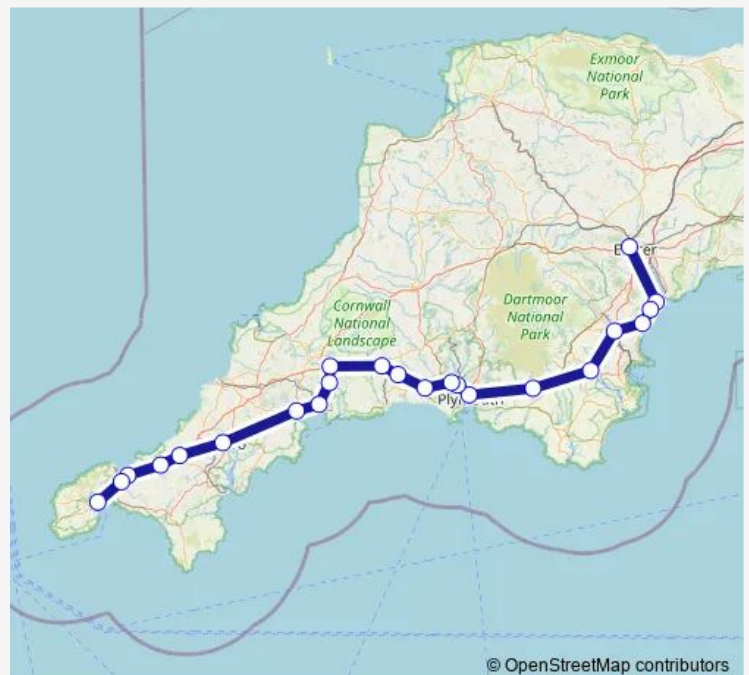 Exmoor
National
Park
Dartmoor
National
Park
Cornwall
National
Landscape
© OpenStreetMap contributors